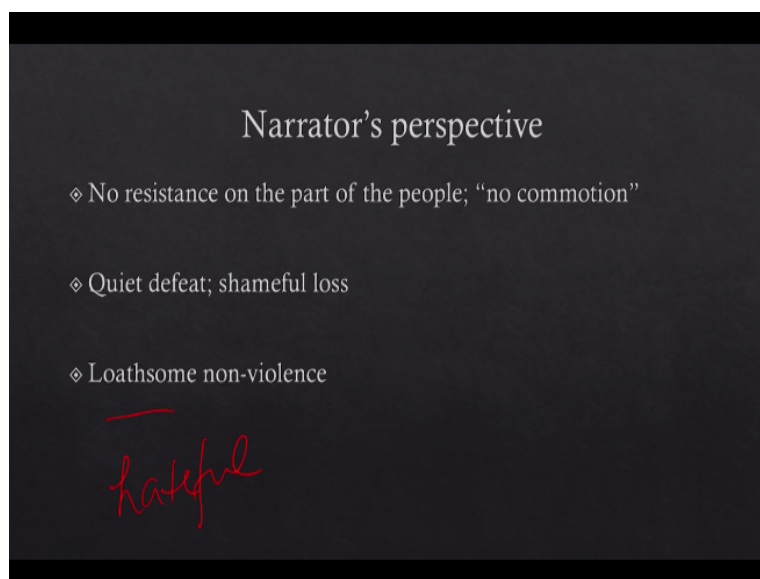 Narrator's perspective
No resistance on the part of the people; "no commotion"
Quiet defeat; shameful loss
Loathsome non-violence
hateful